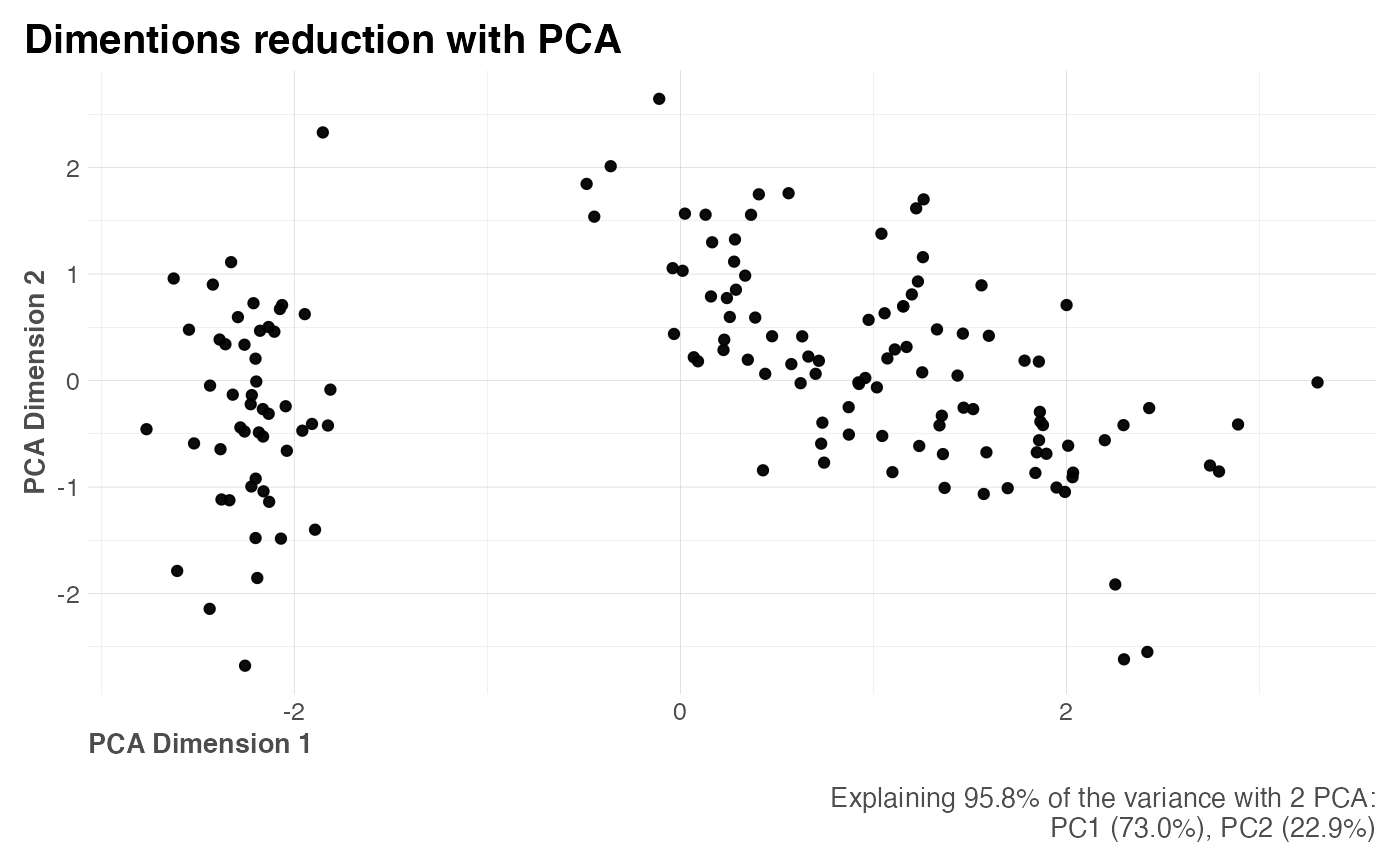 Dimentions reduction with PCA
PCA Dimension 2
2
1
0
-1
-2
-2
0
2
PCA Dimension 1
Explaining 95.8% of the variance with 2 PCA:
PC1 (73.0%), PC2 (22.9%)